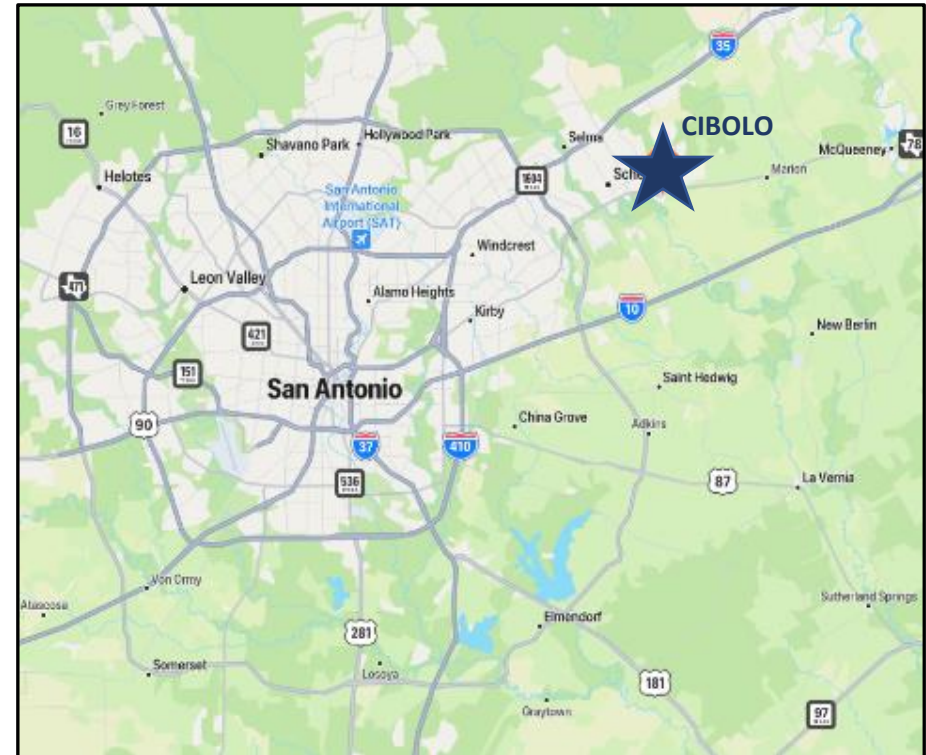 35
Grey Forest
CIBOLO
16
Hollywood Park
Selma
Shavano Park
McQueeney
78
Helotes
1604
Marion
San Antonio
International
Airport (SAT)
Windcrest
Leon Valley
471
Alamo Heights
10
Kirby
New Berlin
421
151
San Antonio
Saint Hedwig
90
China Grove
Adkins
37
410
536
87
La Vernia
Von Ormy
Atascosa
Sutherland Springs
Elmendorf
281
Somerset
Losoya
181
Graytown
97